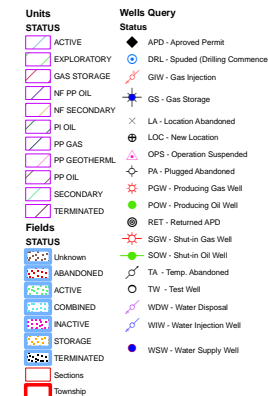 Units
STATUS
ACTIVE
EXPLORATORY
GAS STORAGE
NF PP OIL
NF SECONDARY
PI OIL
PP GAS
PP GEOTHERML
PP OIL
SECONDARY
TERMINATED
Fields
STATUS
Unknown
ABANDONED
ACTIVE
COMBINED
INACTIVE
STORAGE
TERMINATED
Sections
Township
Wells Query
Status
APD - Aproved Permit
DRL - Spuded (Drilling Commence
GIW - Gas Injection
GS - Gas Storage
LA - Location Abandoned
LOC - New Location
OPS - Operation Suspended
PA - Plugged Abandoned
PGW - Producing Gas Well
POW - Producing Oil Well
RET - Returned APD
SGW - Shut-in Gas Well
SOW - Shut-in Oil Well
TA - Temp. Abandoned
TW - Test Well
WDW - Water Disposal
WIW - Water Injection Well
WSW - Water Supply Well